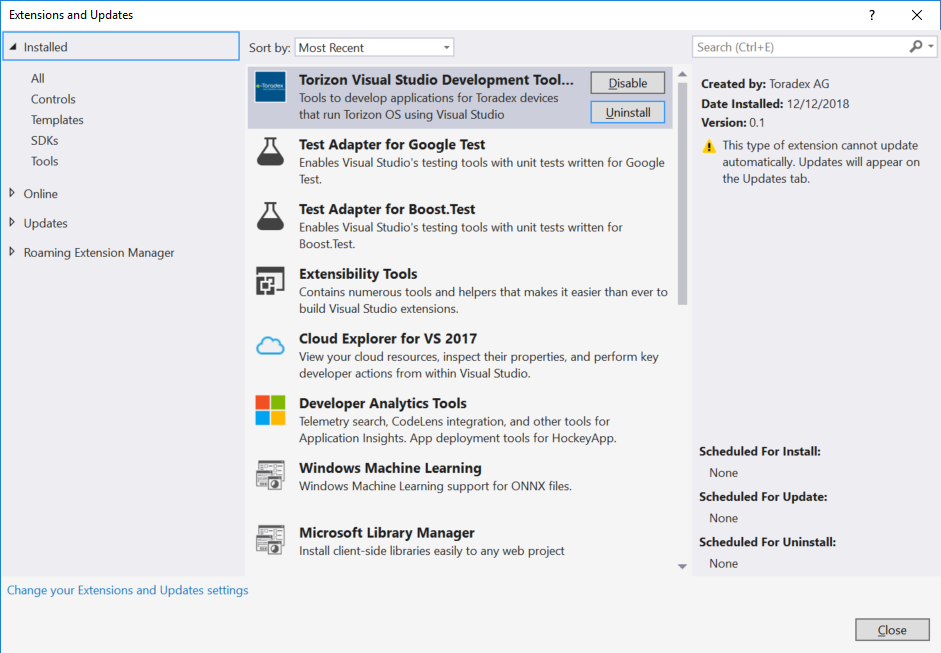 Extensions and Updates
?
Installed
All
Controls
Templates
SDKs
Tools
Online
Updates
Roaming Extension Manager
Change your Extensions and Updates settings
Sort by: Most Recent
Toradex
Torizon Visual Studio Development Tool...
Tools to develop applications for Toradex devices
that run Torizon OS using Visual Studio
Disable
Uninstall
Test Adapter for Google Test
Enables Visual Studio's testing tools with unit tests written for Google
Test.
Test Adapter for Boost.Test
Enables Visual Studio's testing tools with unit tests written for
Boost.Test.
Extensibility Tools
Contains numerous tools and helpers that makes it easier than ever to
build Visual Studio extensions.
Cloud Explorer for VS 2017
View your cloud resources, inspect their properties, and perform key
developer actions from within Visual Studio.
Developer Analytics Tools
Telemetry search, CodeLens integration, and other tools for
Application Insights. App deployment tools for HockeyApp.
Windows Machine Learning
Windows Machine Learning support for ONNX files.
Microsoft Library Manager
Install client-side libraries easily to any web project
Search (Ctrl+E)
Created by: Toradex AG
Date Installed: 12/12/2018
Version: 0.1
This type of extension cannot update
automatically. Updates will appear on
the Updates tab.
Scheduled For Install:
None
Scheduled For Update:
None
Scheduled For Uninstall:
None
Close